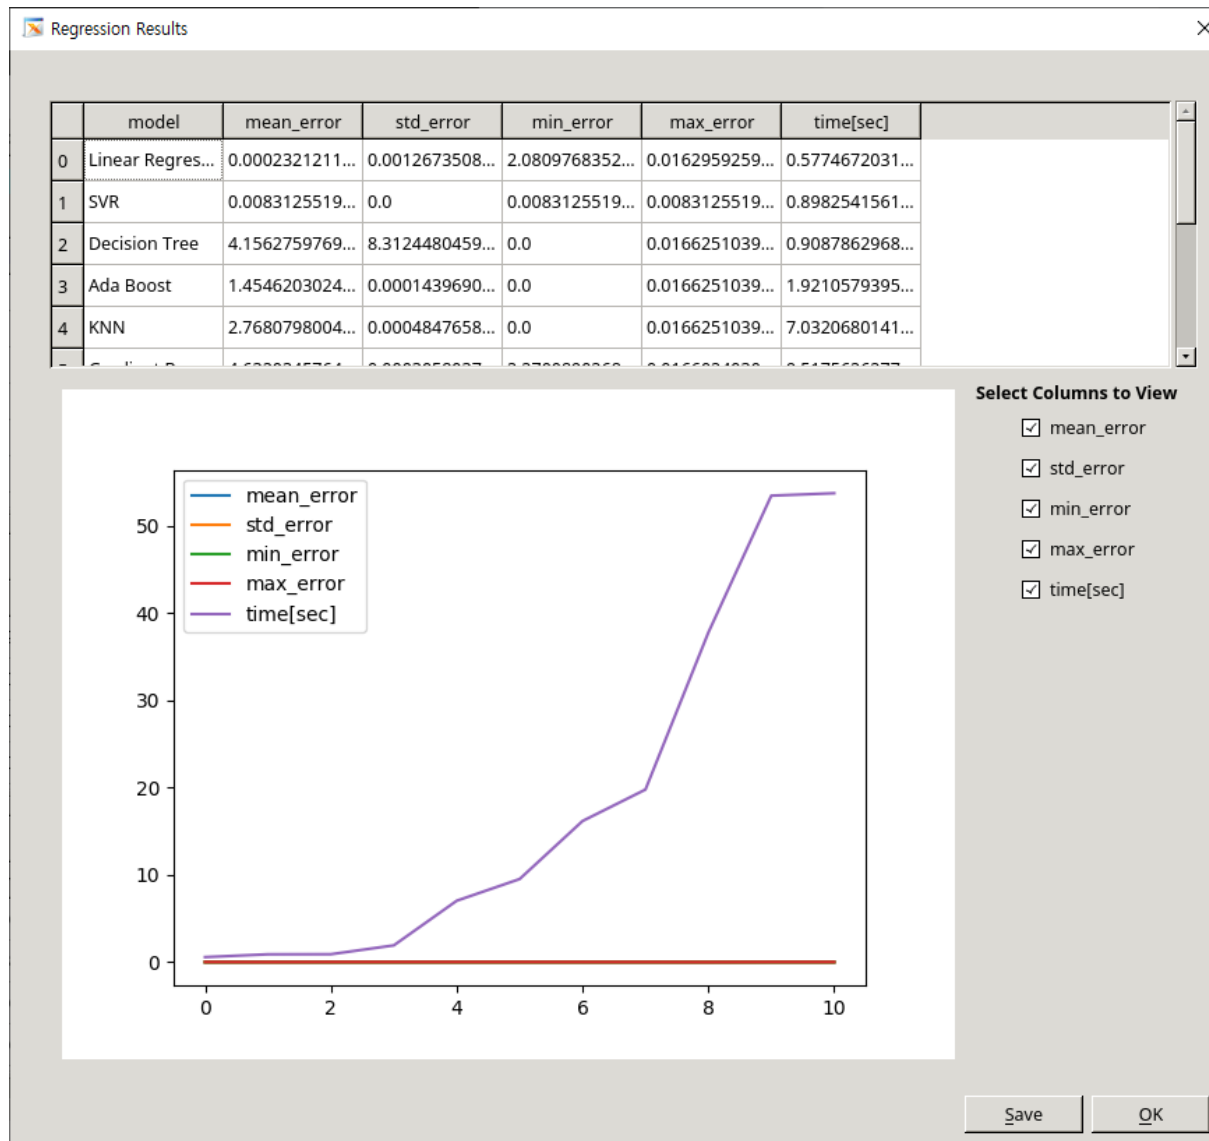 Regression Results
model mean_error std_error min_error max_error time[sec]
0 Linear Regres... 0.0002321211... 0.0012673508... 2.0809768352... 0.0162959259... 0.5774672031...
1 SVR 0.0083125519... 0.0 0.0083125519... 0.0083125519... 0.8982541561...
2 Decision Tree 4.1562759769... 8.3124480459... 0.0 0.0166251039... 0.9087862968...
3 Ada Boost 1.4546203024... 0.0001439690... 0.0 0.0166251039... 1.9210579395...
4 KNN 2.7680798004... 0.0004847658... 0.0 0.0166251039... 7.0320680141...
Select Columns to View
mean_error
std_error
min_error
max_error
time[sec]
mean_error
std_error
min_error
max_error
time[sec]
50
40
30
20
10
0
0 2 4 6 8 10
Save OK